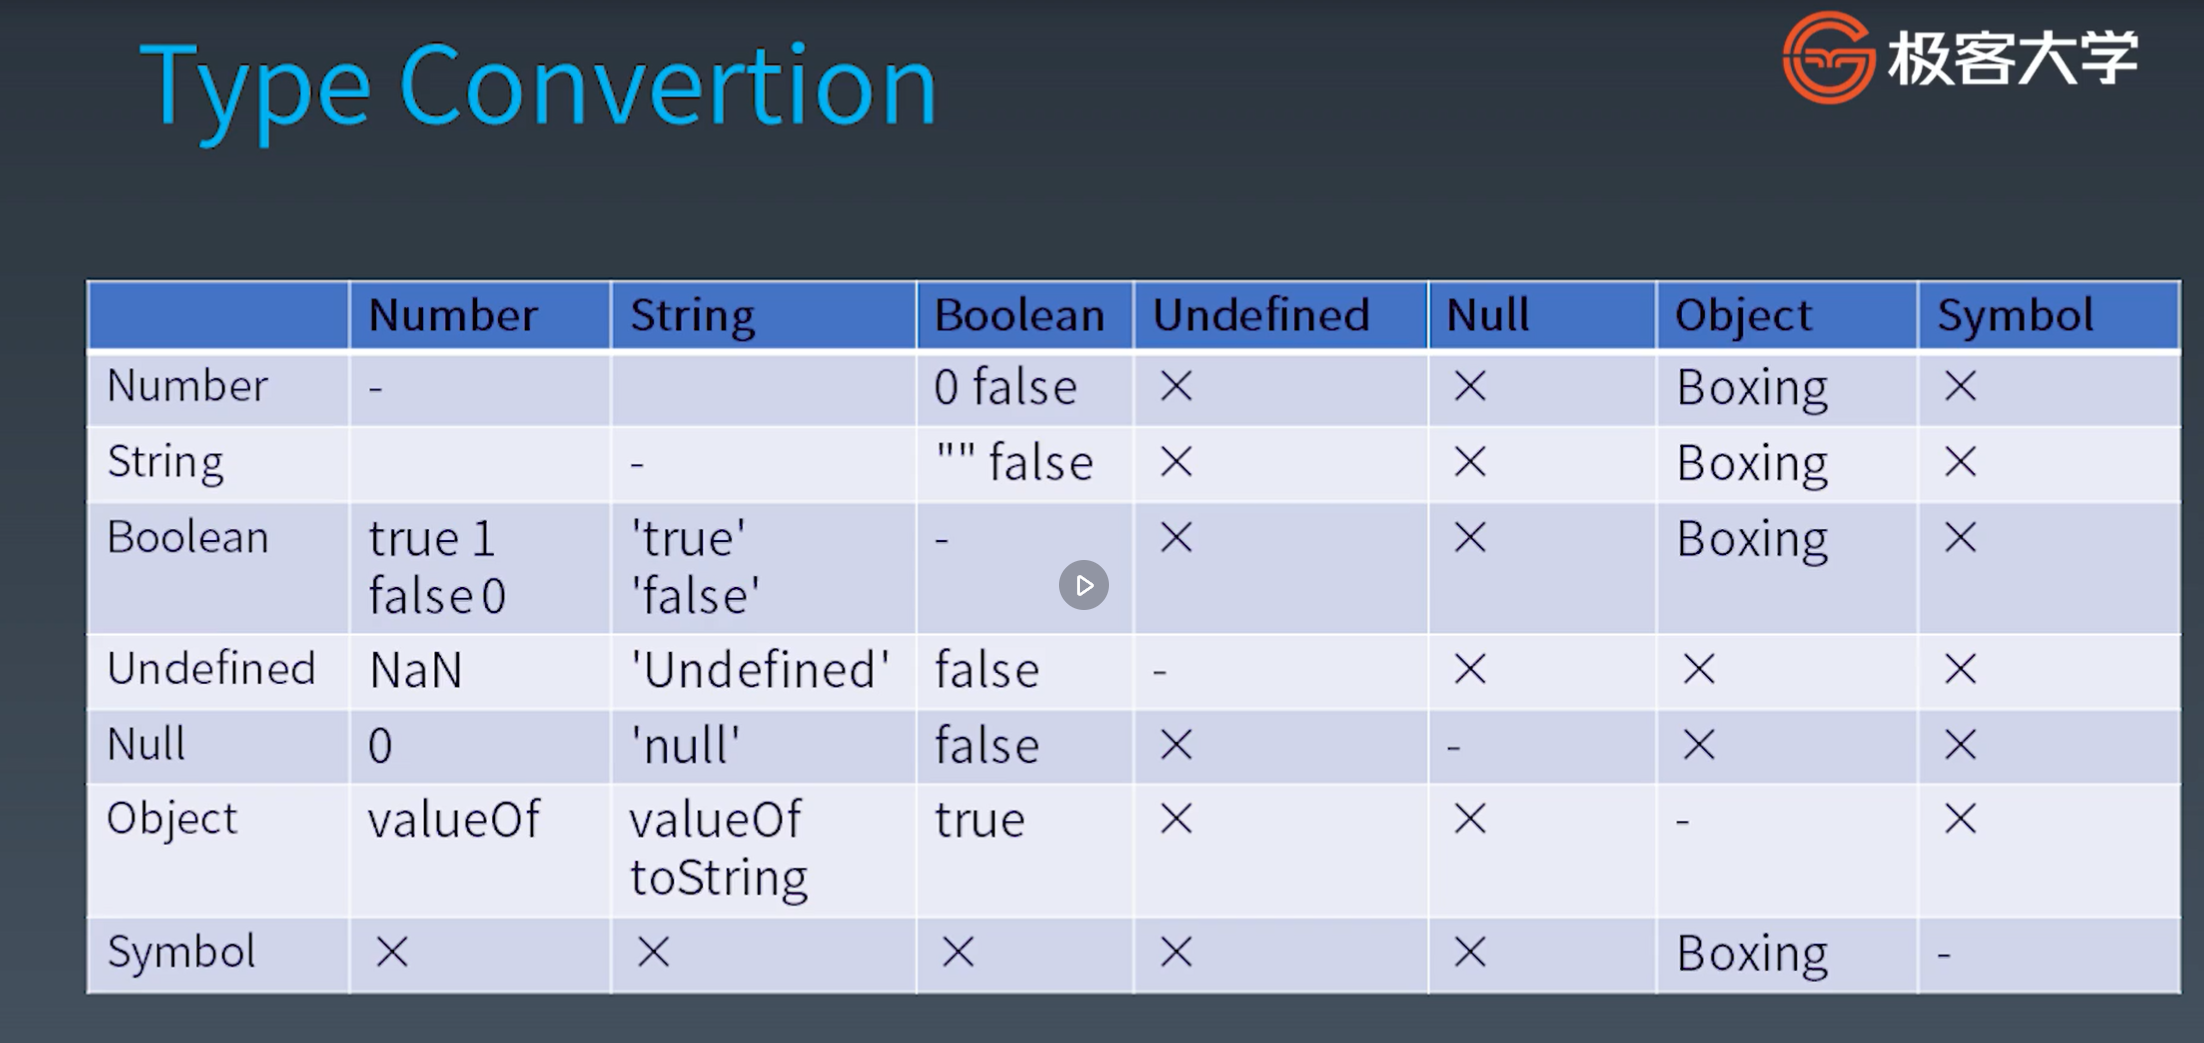 Type Convertion
极客大学
Number String Boolean Undefined Null Object Symbol
Number - 0 false × × Boxing ×
String - "" false × × Boxing ×
Boolean true 1 'true' - × × Boxing ×
false 0 'false'
Undefined NaN 'Undefined' false - × × ×
Null 0 'null' false × - × ×
Object valueOf valueOf true × × - ×
toString
Symbol × × × × × Boxing -